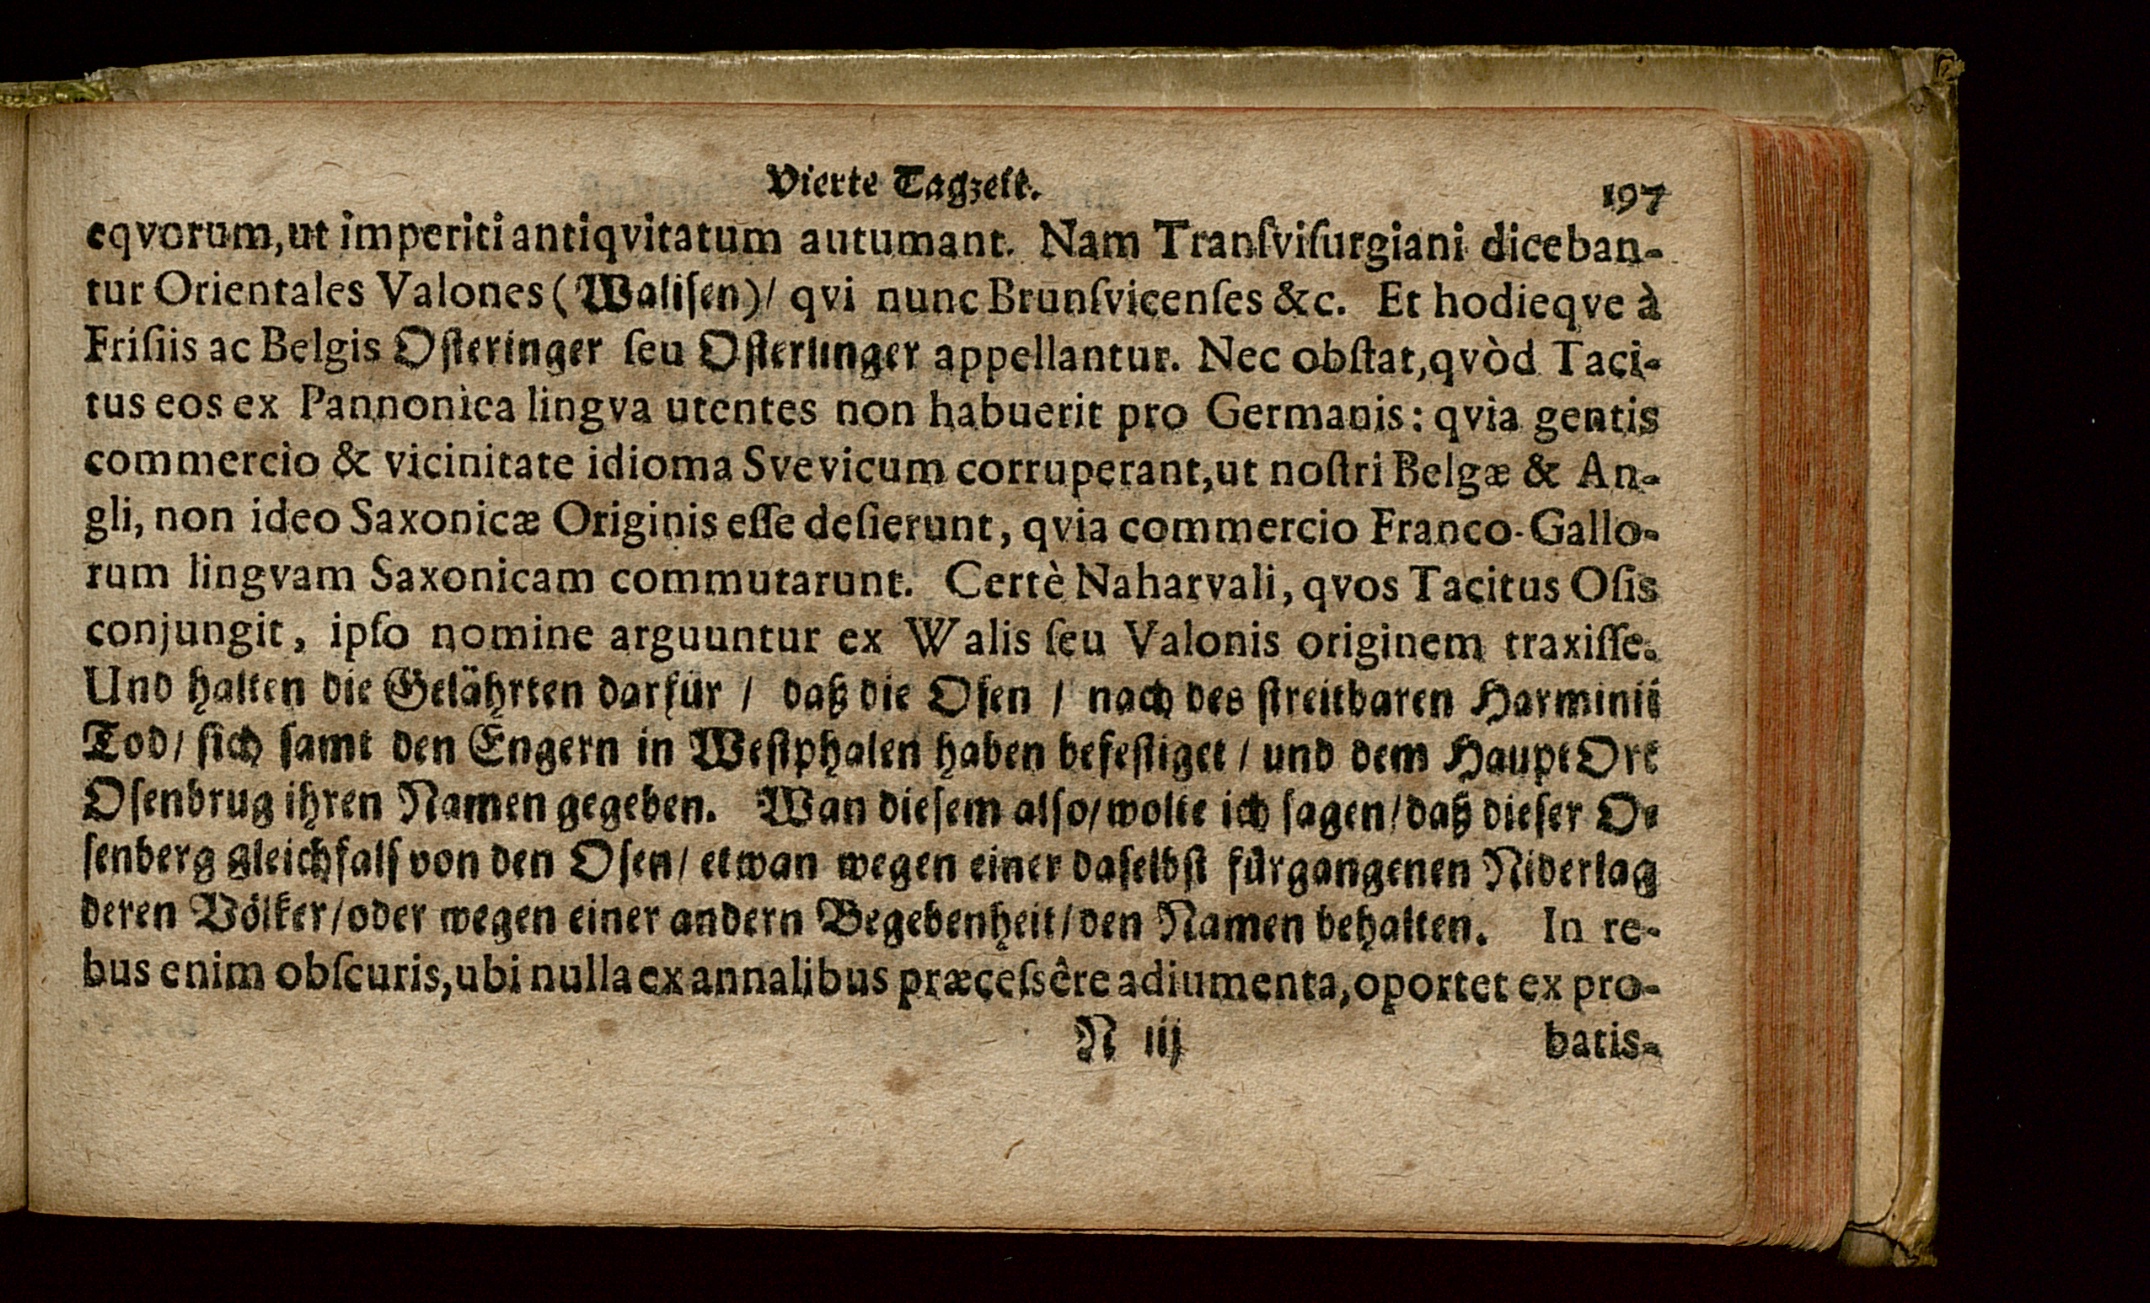 Vierte Tagzeit.
197
eqvorum,ut imperiti antiqvitatum autumant. Nam Tranſviſurgiani diceban-
tur Orientales Valones (Waliſen)/ qvi nunc Brunſvicenſes &c. Et hodieqve à
Friſiis ac Belgis Oſteringer ſeu Oſterlinger appellantur. Nec obſtat,qvòd Taci-
tus eos ex Pannonica lingva utentes non habuerit pro Germanis: qvia gentis
commercio & vicinitate idioma Svevicum corruperant,ut noſtri Belgæ & An-
gli, non ideo Saxonicæ Originis eſſe deſierunt, qvia commercio Franco-Gallo-
rum lingvam Saxonicam commutarunt. Certè Naharvali, qvos Tacitus Oſis
conjungit, ipſo nomine arguuntur ex Walis ſeu Valonis originem traxiſſe.
Und halten die Gelährten darfür / daß die Oſen / nach des ſtreitbaren Harminii
Tod/ ſich ſamt den Engern in Weſtphalen haben befeſtiget / und dem Haupt Ort
Oſenbrug ihren Namen gegeben. Wan dieſem alſo/wolte ich ſagen/daß dieſer O-
ſenberg gleichfalſ von den Oſen/ etwan wegen einer daſelbſt fürgangenen Niderlag
deren Völker/oder wegen einer andern Begebenheit/den Namen behalten. In re-
bus enim obſcuris,ubi nulla ex annalibus præceſsêre adiumenta,oportet ex pro-
N iij
batis-